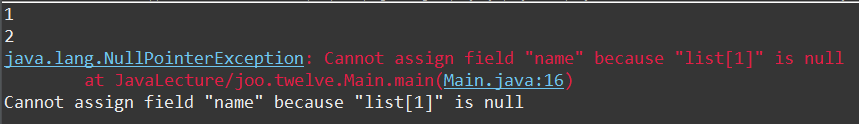 1
2
java.lang.NullPointerException: Cannot assign field "name" because "list[1]" is null
at JavaLecture/joo.twelve.Main.main(Main.java:16)
Cannot assign field "name" because "list[1]" is null